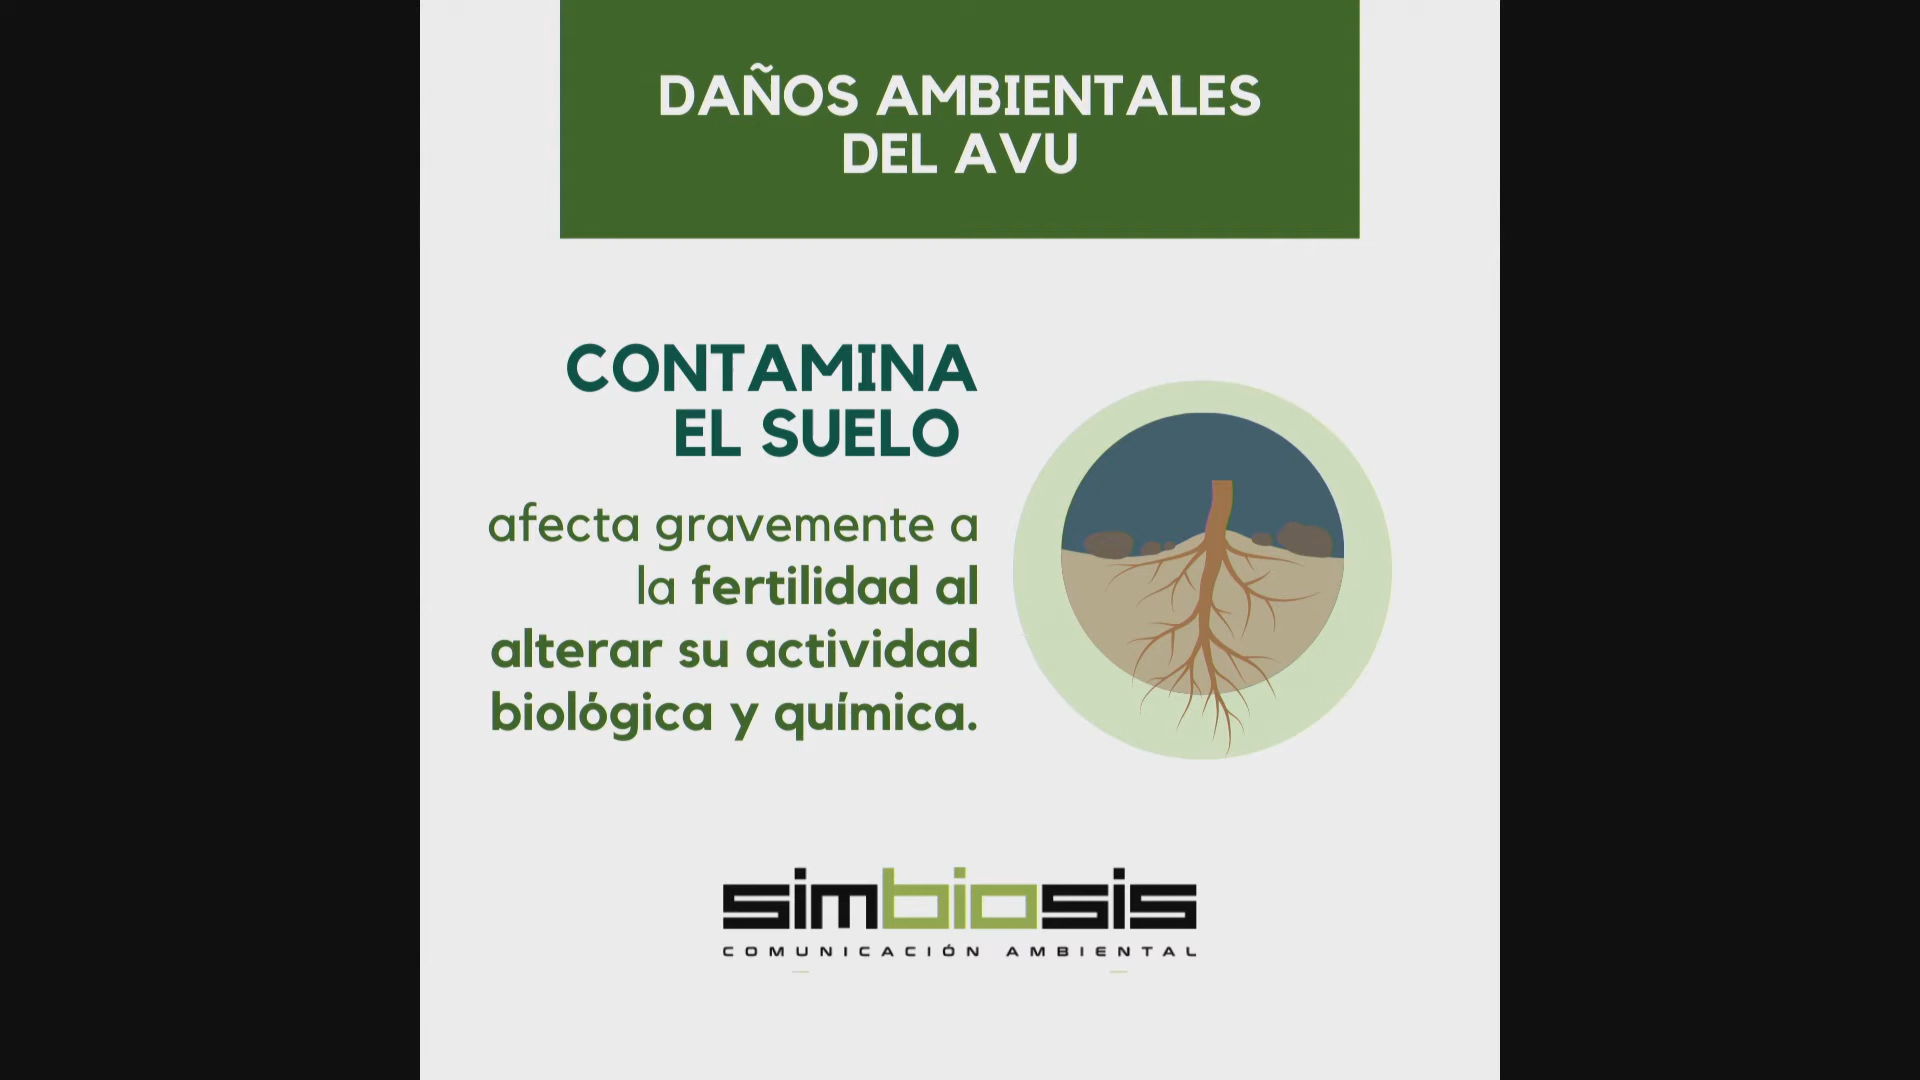 DAÑOS AMBIENTALES
DEL AVU
CONTAMINA
EL SUELO
afecta gravemente a
la fertilidad al
alterar su actividad
biológica y química.
simbiosis
COMUNICACIÓN AMBIENTAL